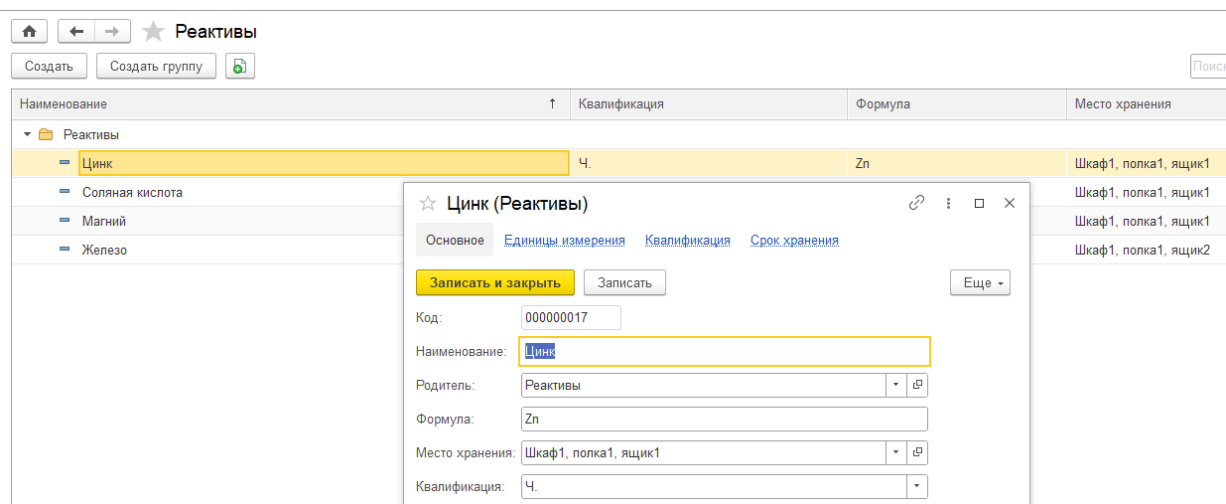 Реактивы
Создать Создать группу Поиск
Наименование ↑ Квалификация Формула Место хранения
Реактивы
Цинк Ч. Zn Шкаф1, полка1, ящик1
Соляная кислота Шкаф1, полка1, ящик1
Магний Шкаф1, полка1, ящик1
Железо Шкаф1, полка1, ящик2
Цинк (Реактивы)
Основное Единицы измерения Квалификация Срок хранения
Записать и закрыть Записать Еще
Код: 000000017
Наименование: Цинк
Родитель: Реактивы
Формула: Zn
Место хранения: Шкаф1, полка1, ящик1
Квалификация: Ч.